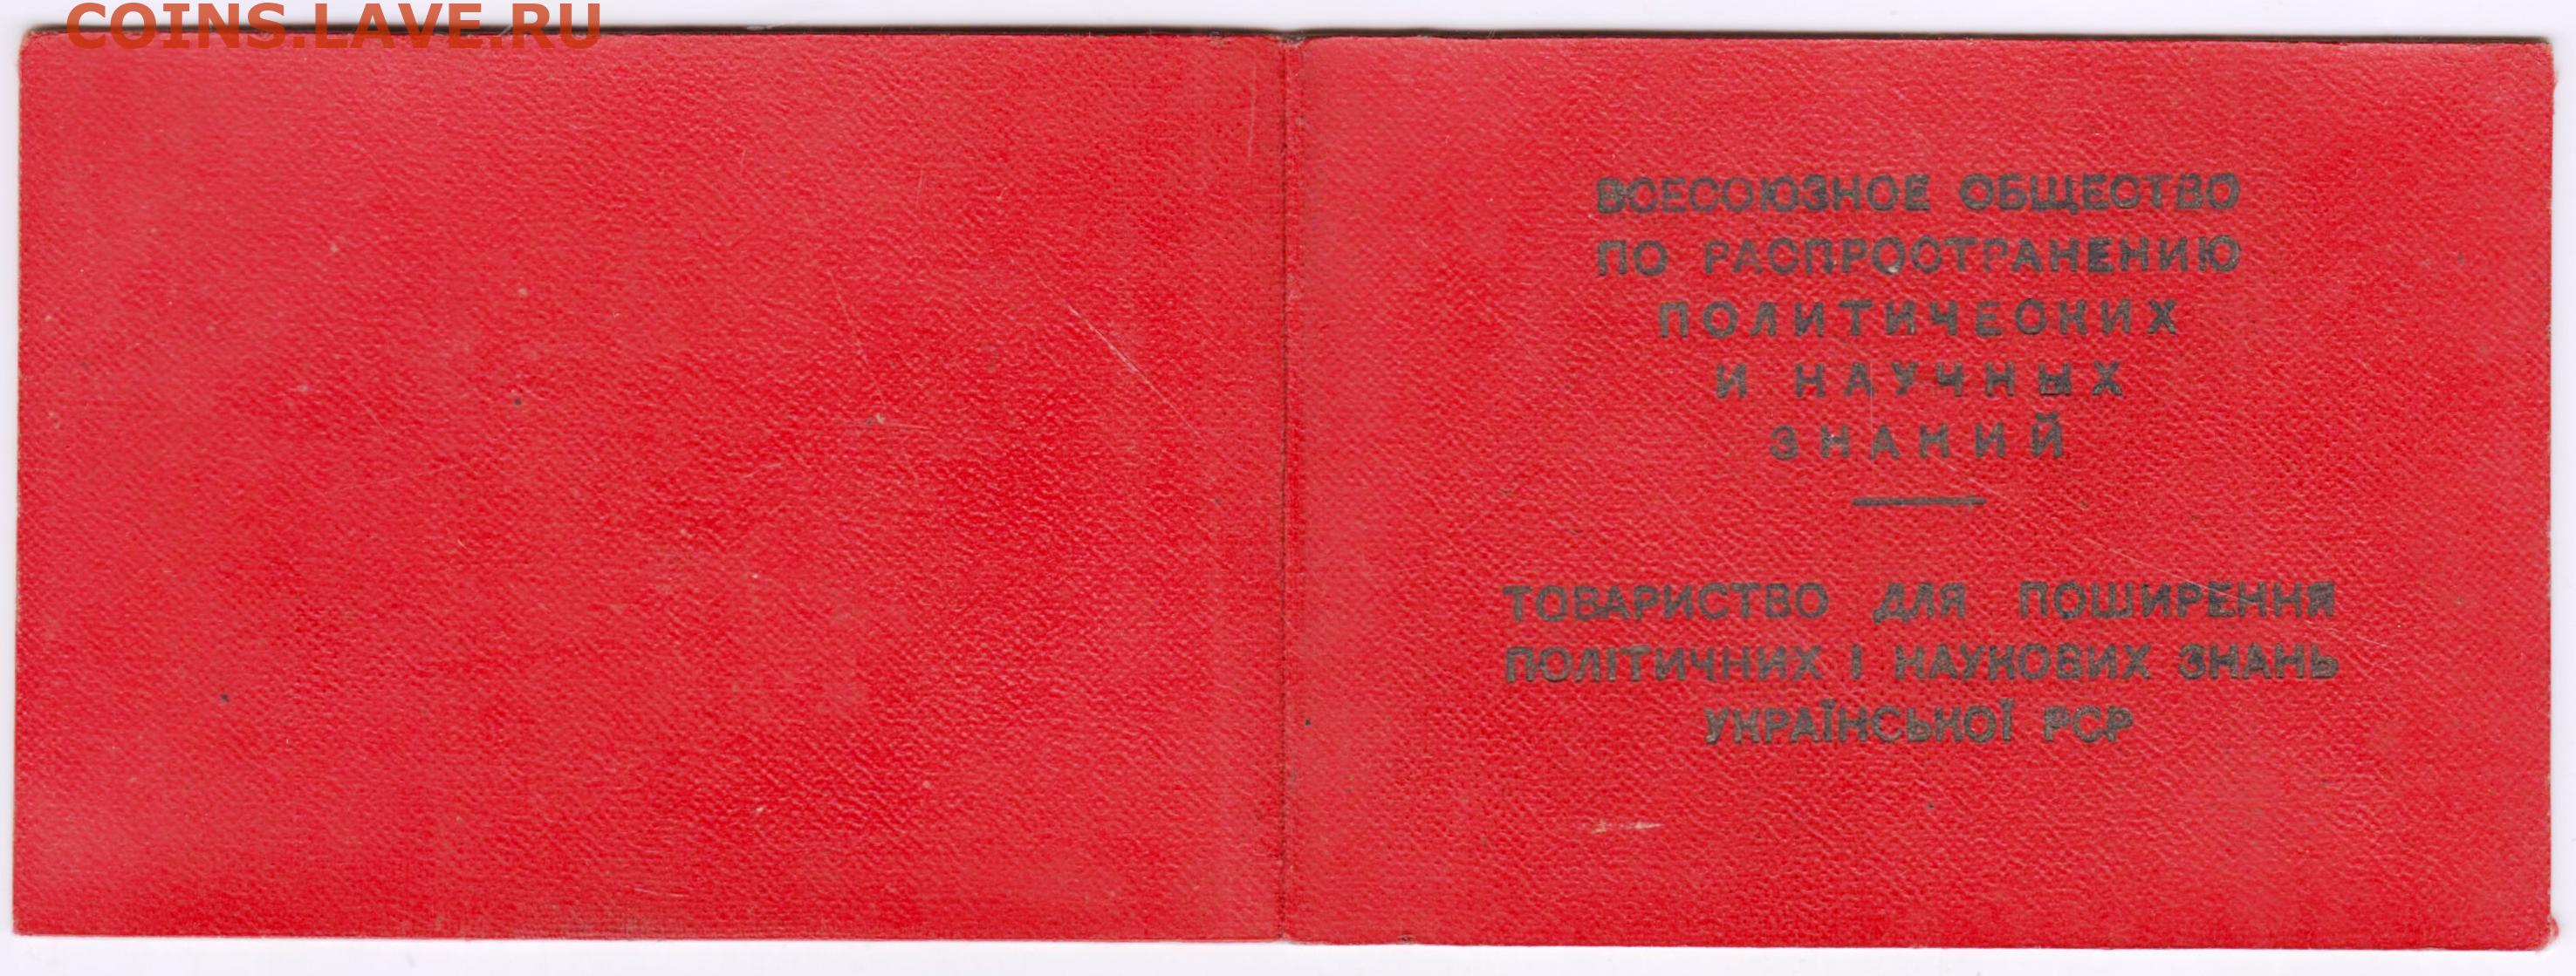 COINS.LAVE.RU
ВСЕСОЮЗНОЕ ОБЩЕСТВО
ПО РАСПРОСТРАНЕНИЮ
ПОЛИТИЧЕСКИХ
И НАУЧНЫХ
ЗНАНИЙ
ТОВАРИСТВО ДЛЯ ПОШИРЕННЯ
ПОЛІТИЧНИХ І НАУКОВИХ ЗНАНЬ
УКРАЇНСЬКОЇ РСР